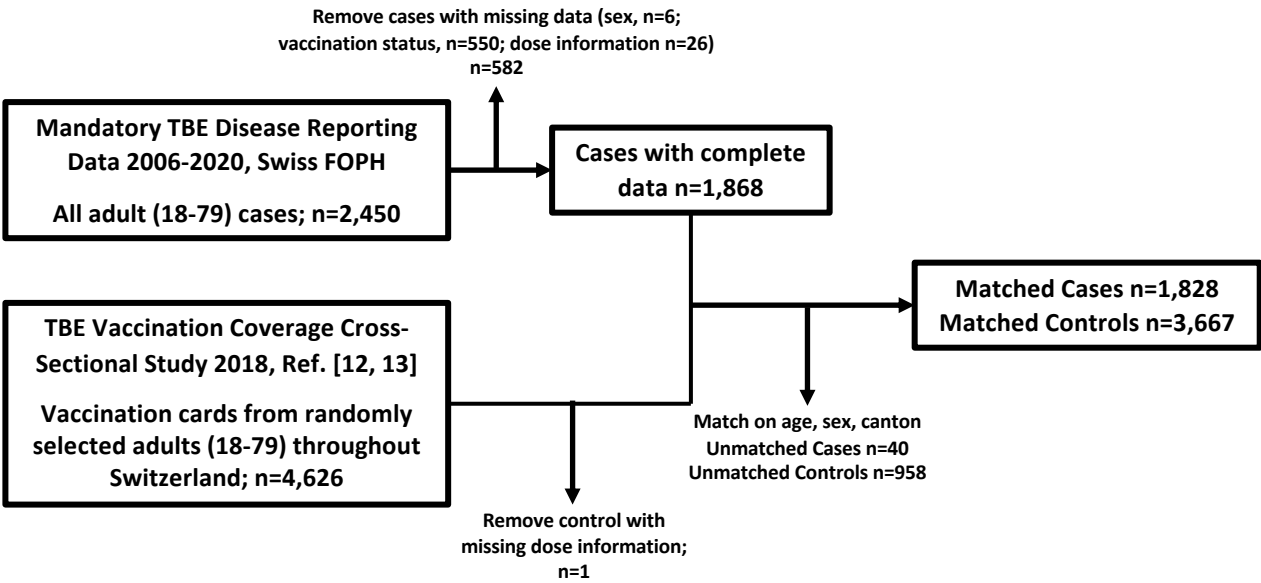 Remove cases with missing data (sex, n=6;
vaccination status, n=550; dose information n=26)
n=582
Mandatory TBE Disease Reporting
Data 2006-2020, Swiss FOPH
All adult (18-79) cases; n=2,450
Cases with complete
data n=1,868
TBE Vaccination Coverage Cross-
Sectional Study 2018, Ref. [12, 13]
Vaccination cards from randomly
selected adults (18-79) throughout
Switzerland; n=4,626
Matched Cases n=1,828
Matched Controls n=3,667
Match on age, sex, canton
Unmatched Cases n=40
Unmatched Controls n=958
Remove control with
missing dose information;
n=1